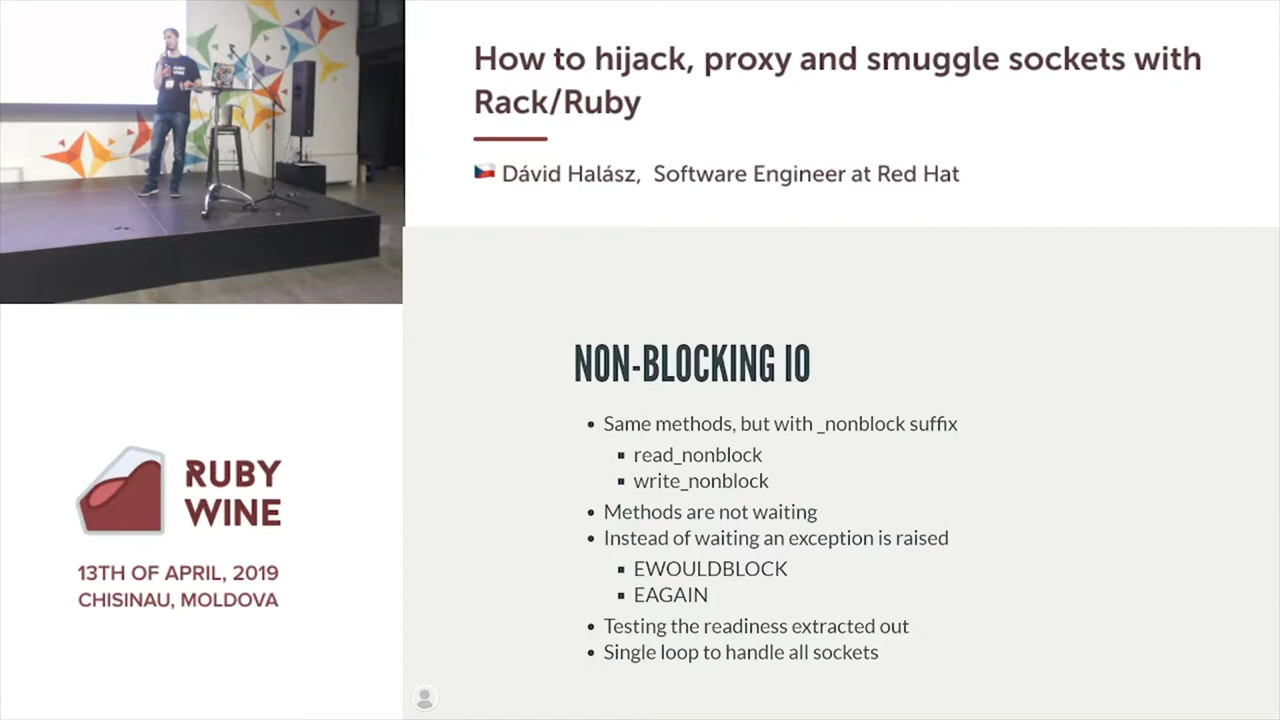 How to hijack, proxy and smuggle sockets with
Rack/Ruby
Dávid Halász, Software Engineer at Red Hat
RUBY
WINE
NON-BLOCKING IO
• Same methods, but with _nonblock suffix
▪ read_nonblock
▪ write_nonblock
• Methods are not waiting
• Instead of waiting an exception is raised
▪ EWOULDBLOCK
▪ EAGAIN
• Testing the readiness extracted out
• Single loop to handle all sockets
RUBY
WINE
13TH OF APRIL, 2019
CHISINAU, MOLDOVA